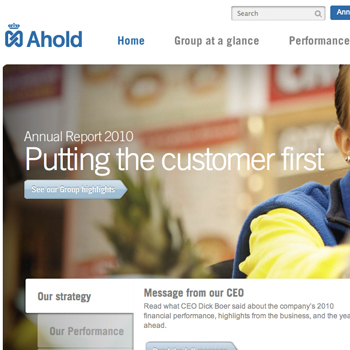 Search
Ann
Ahold
Home Group at a glance Performance
Annual Report 2010
Putting the customer first
See our Group highlights
Our strategy
Message from our CEO
Read what CEO Dick Boer said about the company's 2010
financial performance, highlights from the business, and the yea
ahead.
Our Performance